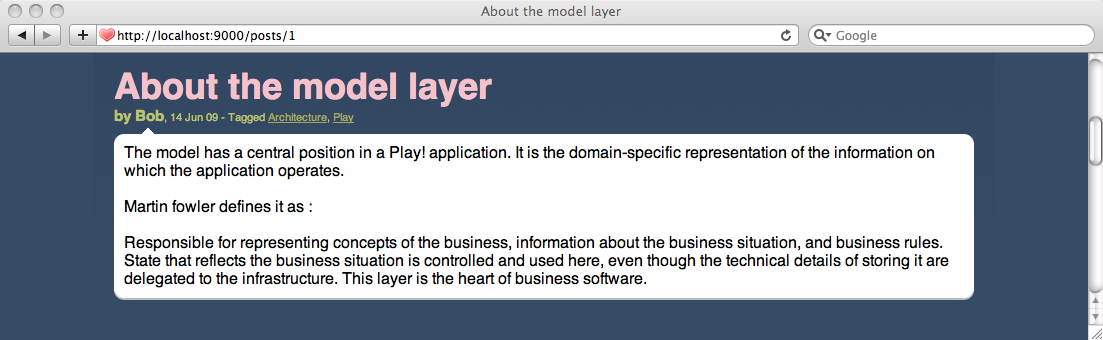 About the model layer
http://localhost:9000/posts/1
Google
About the model layer
by Bob, 14 Jun 09 - Tagged Architecture, Play
The model has a central position in a Play! application. It is the domain-specific representation of the information on
which the application operates.
Martin fowler defines it as :
Responsible for representing concepts of the business, information about the business situation, and business rules.
State that reflects the business situation is controlled and used here, even though the technical details of storing it are
delegated to the infrastructure. This layer is the heart of business software.